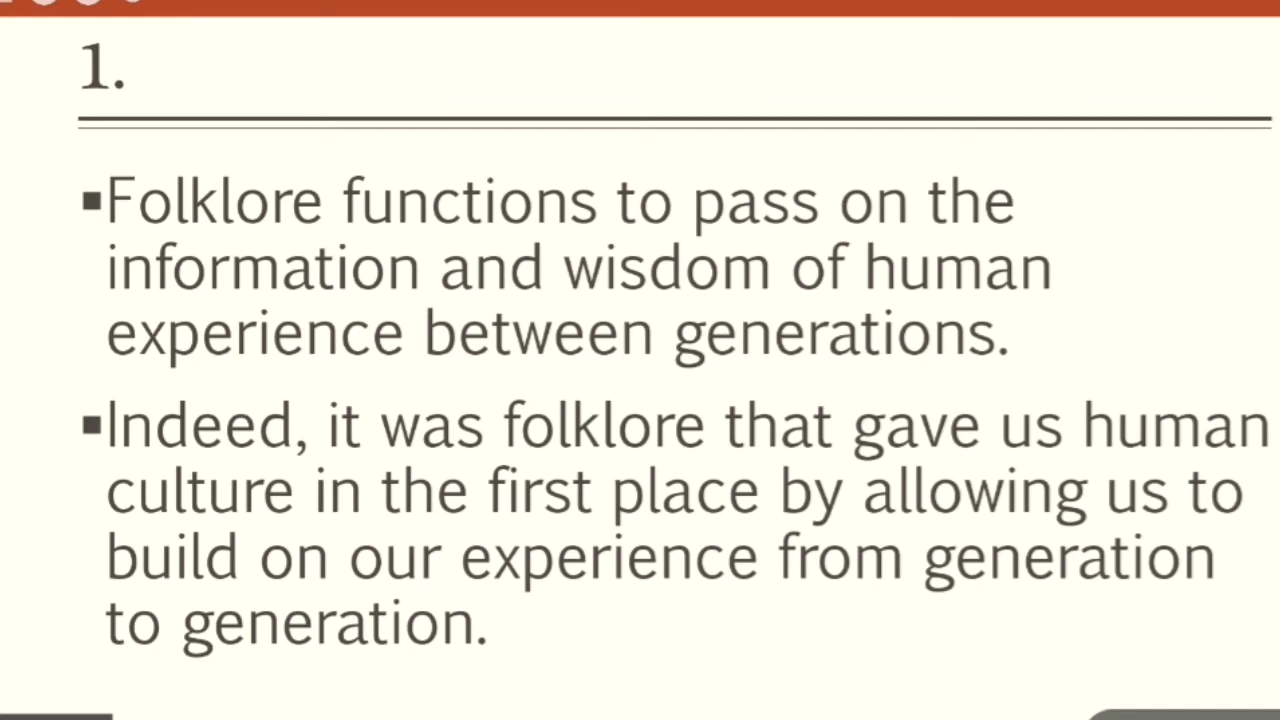 1.
▪Folklore functions to pass on the
information and wisdom of human
experience between generations.
▪Indeed, it was folklore that gave us human
culture in the first place by allowing us to
build on our experience from generation
to generation.